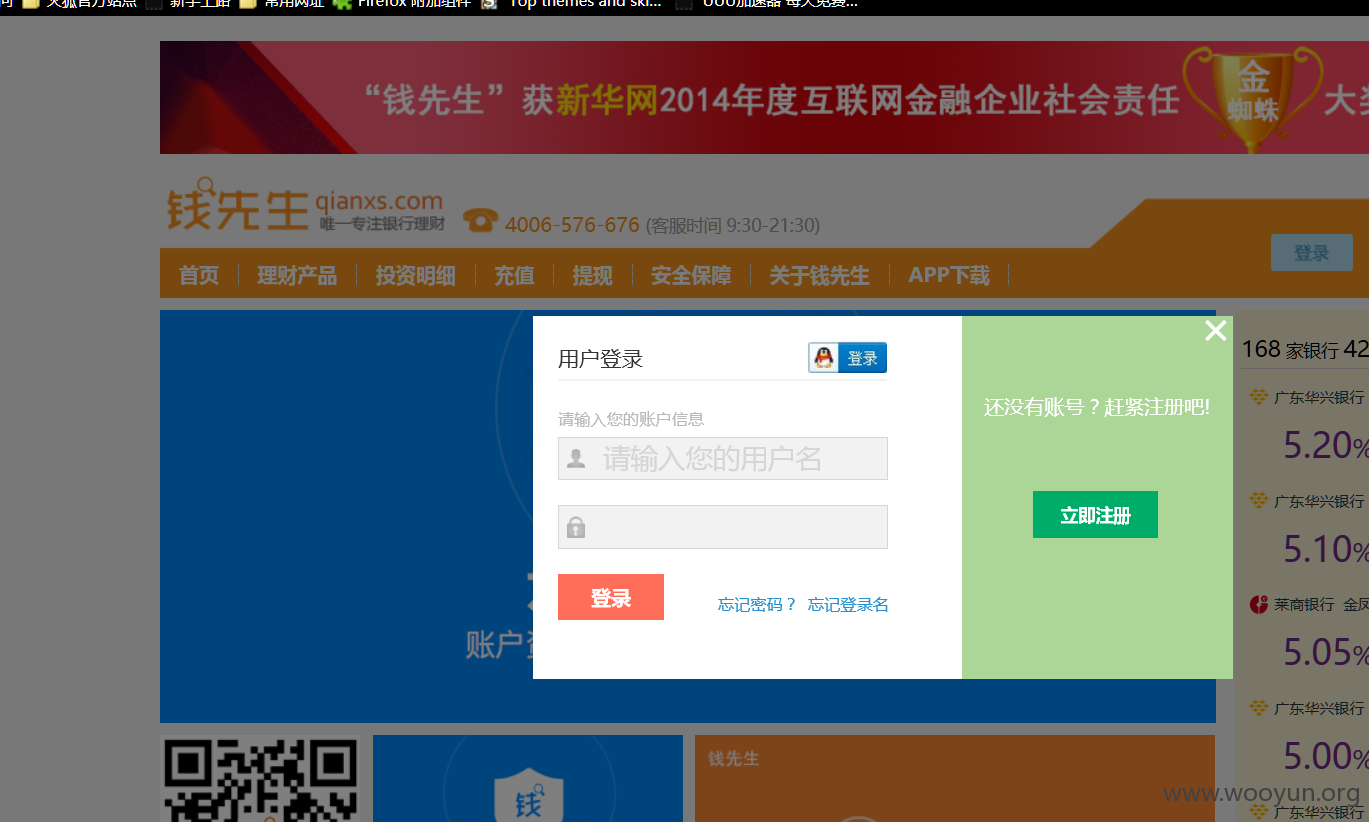 火狐官方站点 新手上路 常用网址 Firefox 附加组件 Top themes and ski... UUU加速器 每天免费...
“钱先生”获新华网2014年度互联网金融企业社会责任 金蜘蛛 大奖
钱先生 qianxs.com
唯一专注银行理财
4006-576-676 (客服时间 9:30-21:30)
登录
首页 理财产品 投资明细 充值 提现 安全保障 关于钱先生 APP下载
用户登录
登录
请输入您的账户信息
请输入您的用户名
登录
忘记密码？ 忘记登录名
还没有账号？赶紧注册吧!
立即注册
168 家银行 42
广东华兴银行
5.20%
广东华兴银行
5.10%
莱商银行 金凤
5.05%
广东华兴银行
5.00%
广东华兴银行
账户
钱
钱先生
www.wooyun.org